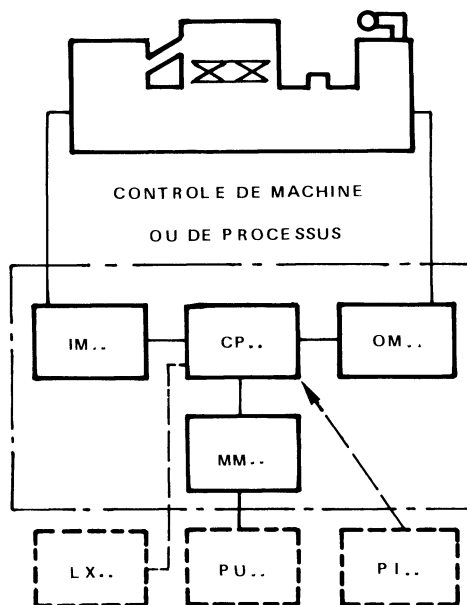 CONTROLE DE MACHINE
OU DE PROCESSUS
IM.. CP.. OM..
MM..
LX.. PU.. PI..